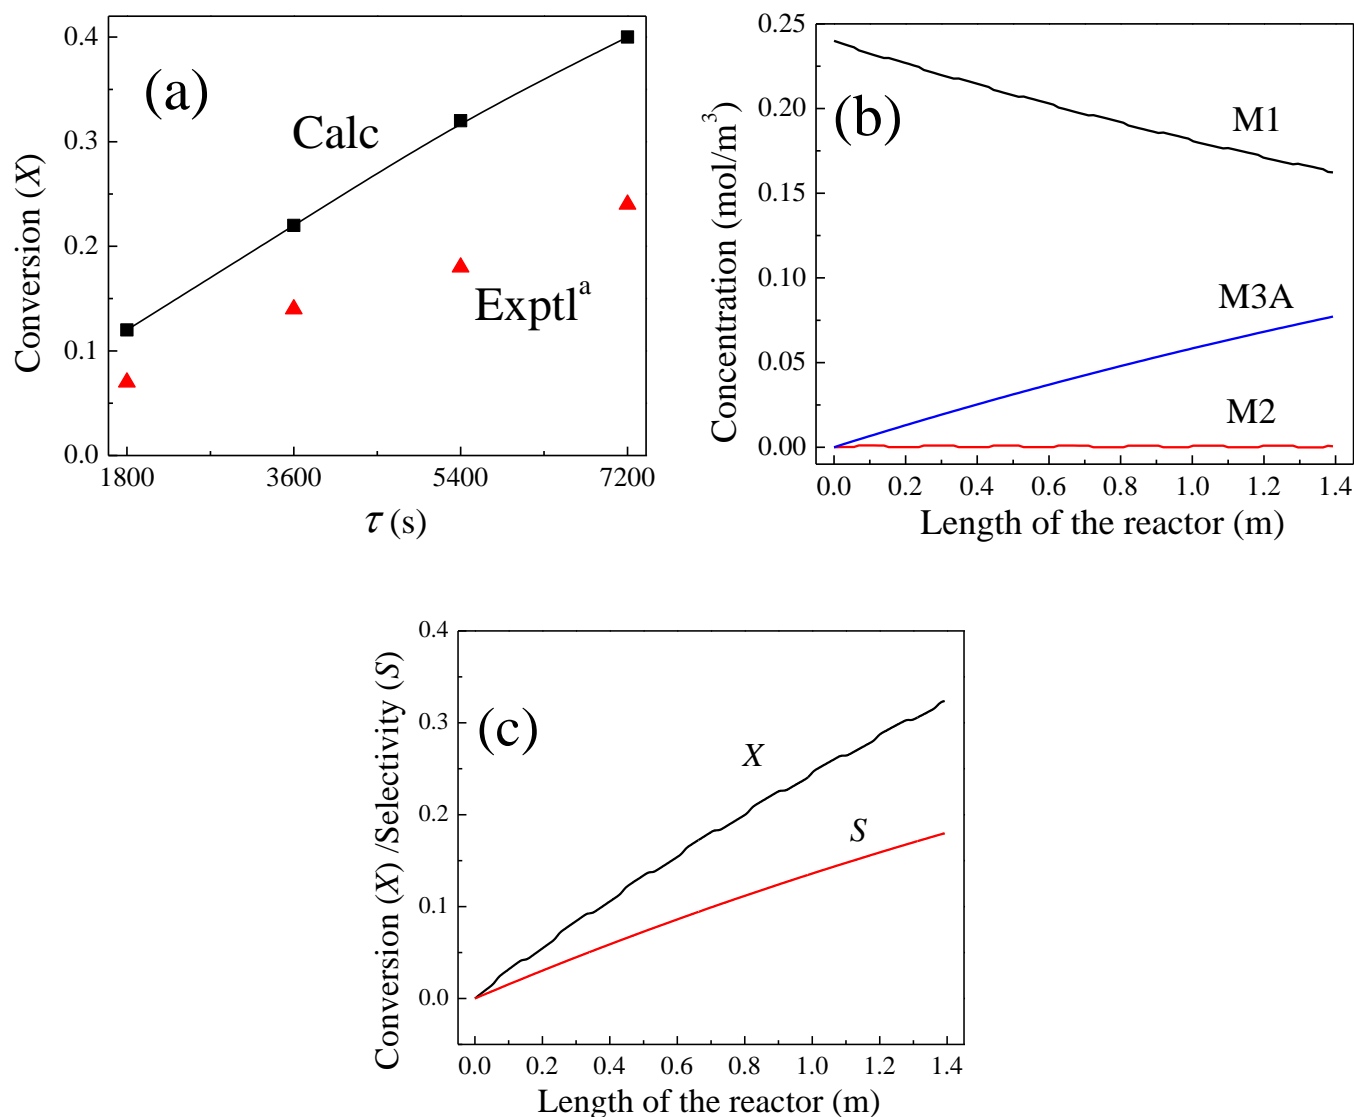 (a)
Calc
Exptlᵃ
Conversion (X)
0.4
0.3
0.2
0.1
0.0
1800 3600 5400 7200
τ (s)
(b)
M1
M3A
M2
Concentration (mol/m³)
0.25
0.20
0.15
0.10
0.05
0.00
0.0 0.2 0.4 0.6 0.8 1.0 1.2 1.4
Length of the reactor (m)
(c)
X
S
Conversion (X) /Selectivity (S)
0.4
0.3
0.2
0.1
0.0
0.0 0.2 0.4 0.6 0.8 1.0 1.2 1.4
Length of the reactor (m)